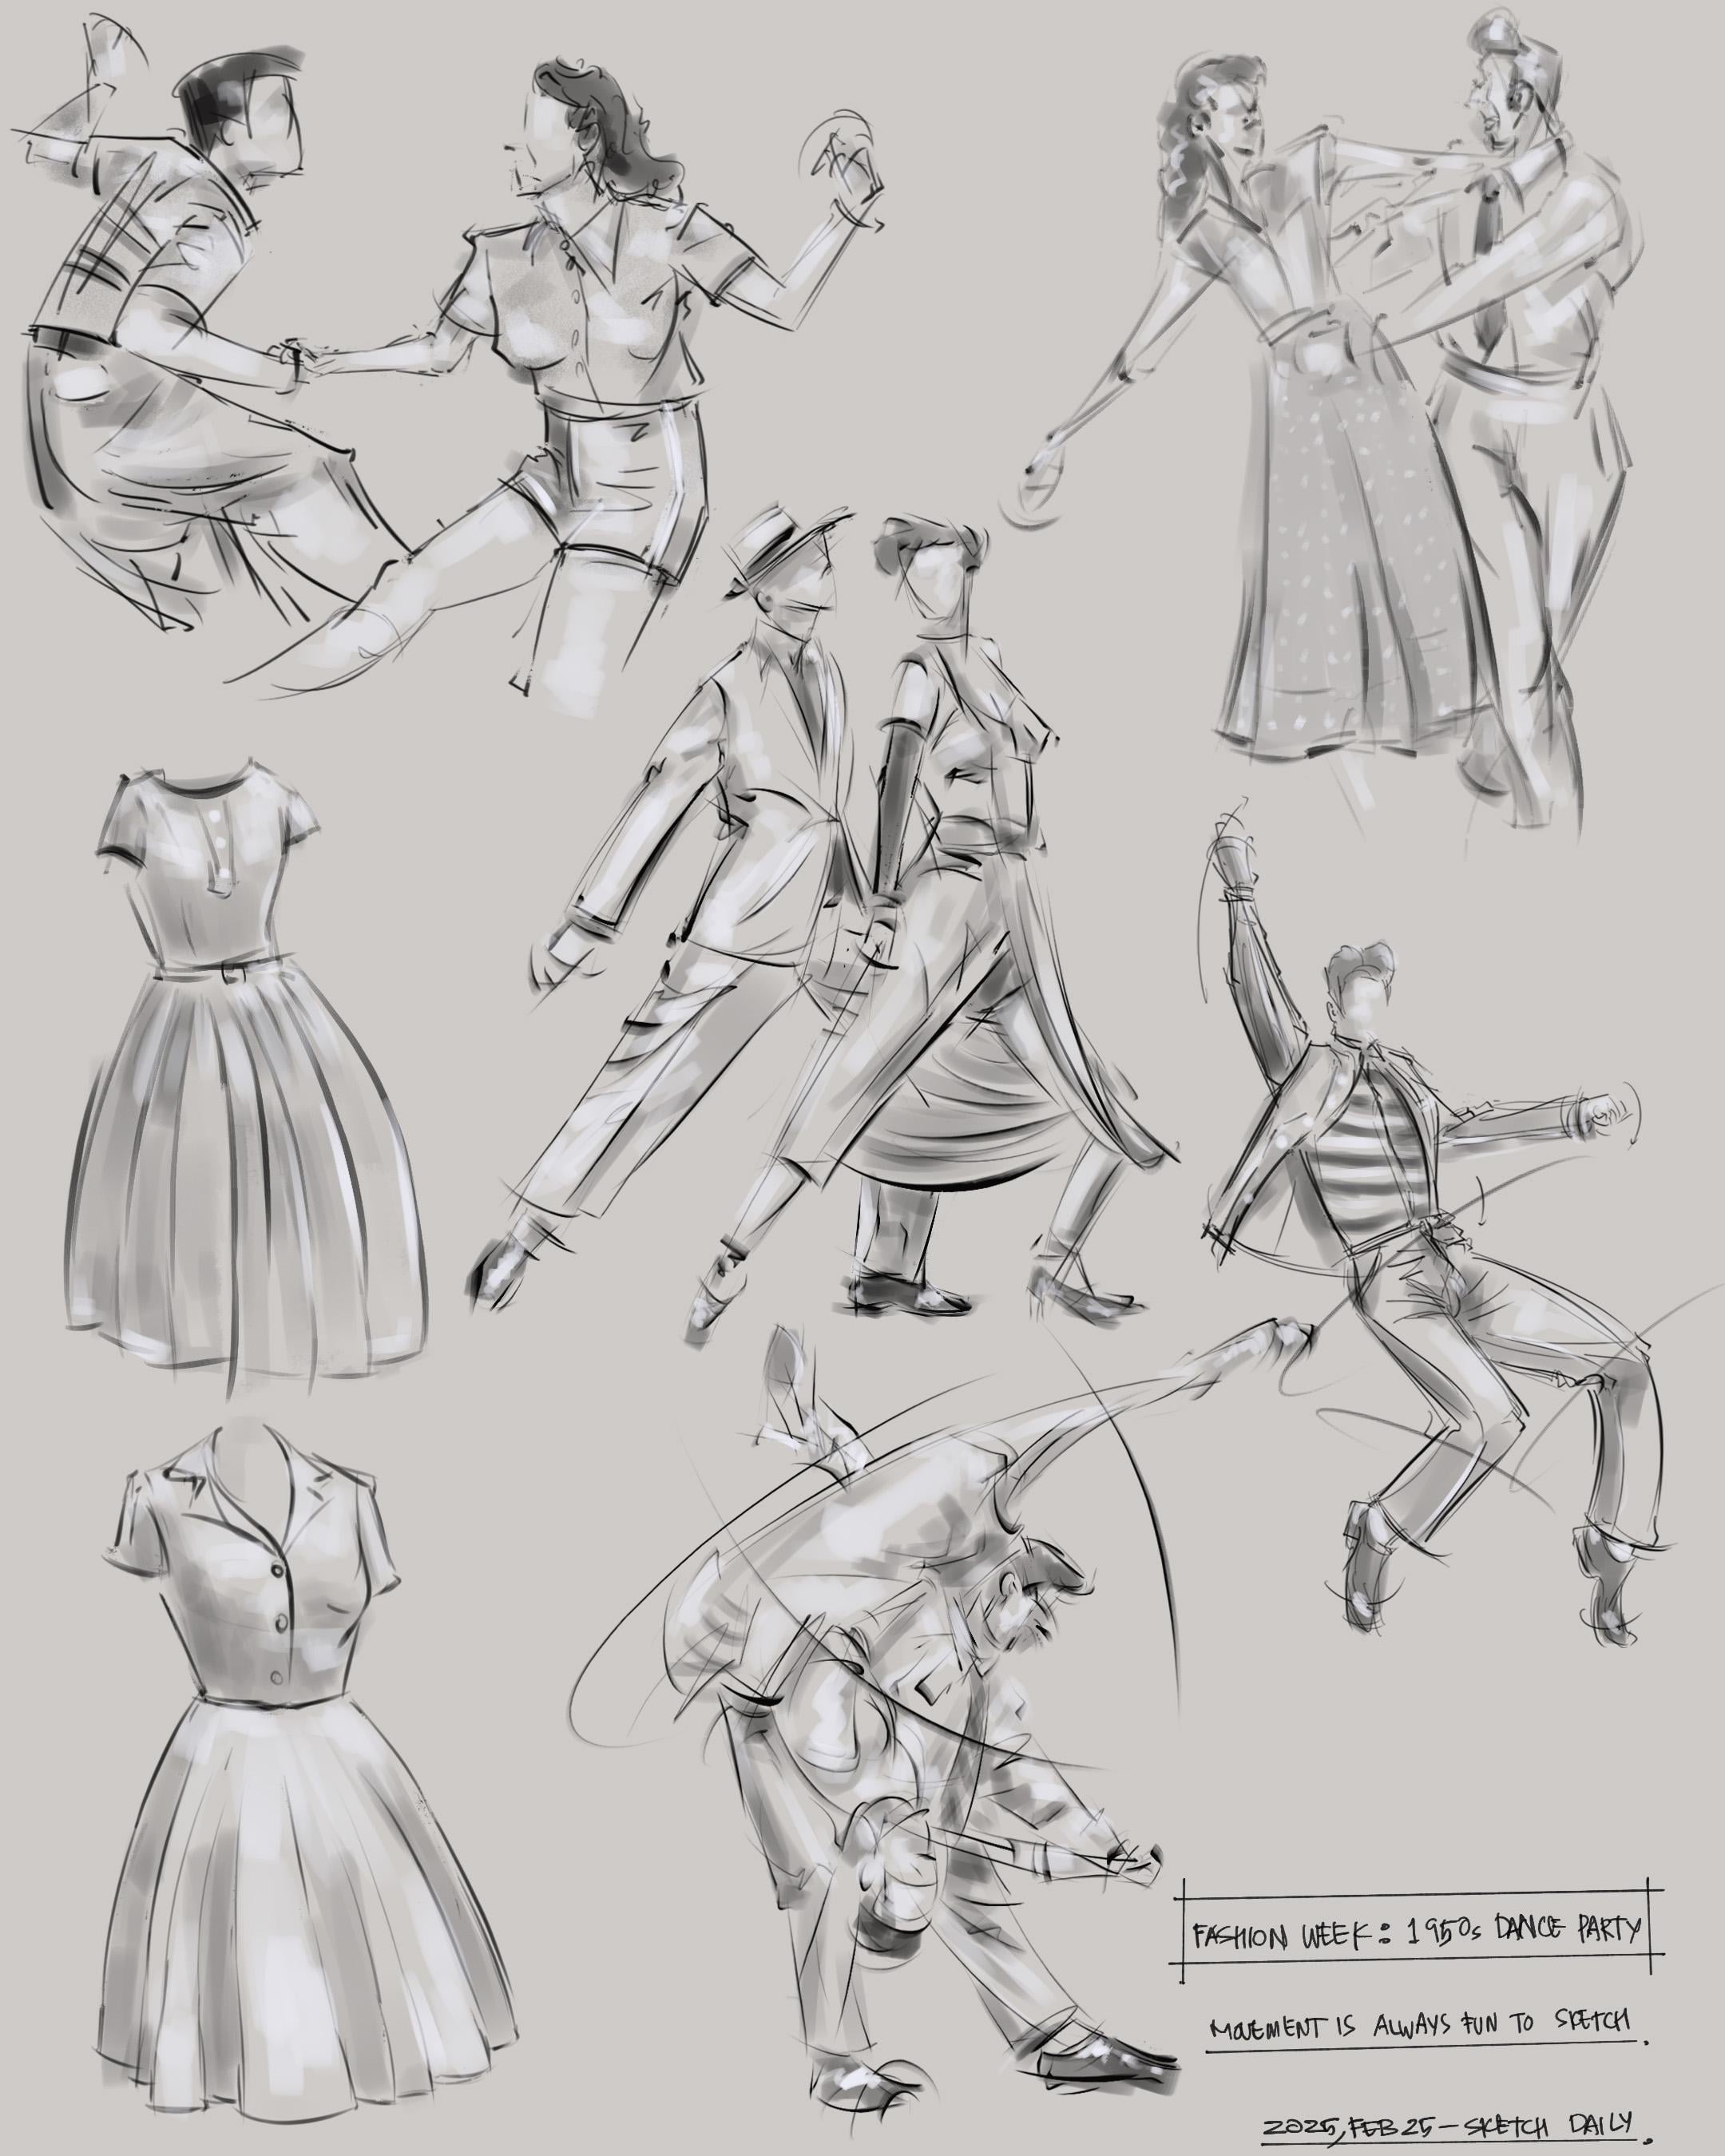 FASHION WEEK: 1950s DANCE PARTY
MOVEMENT IS ALWAYS FUN TO SKETCH.
2025, FEB 25 - SKETCH DAILY.